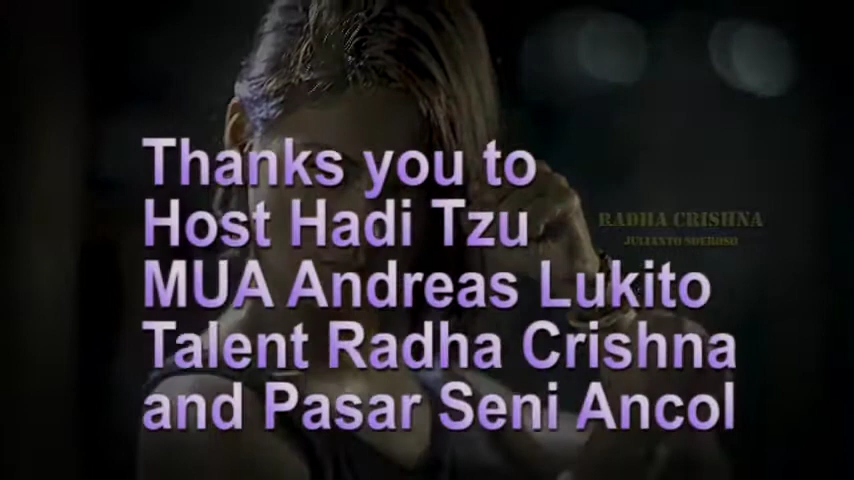 Thanks you to
Host Hadi Tzu
MUA Andreas Lukito
Talent Radha Crishna
and Pasar Seni Ancol
RADHA CRISHNA
JULIANTO SOEROSO